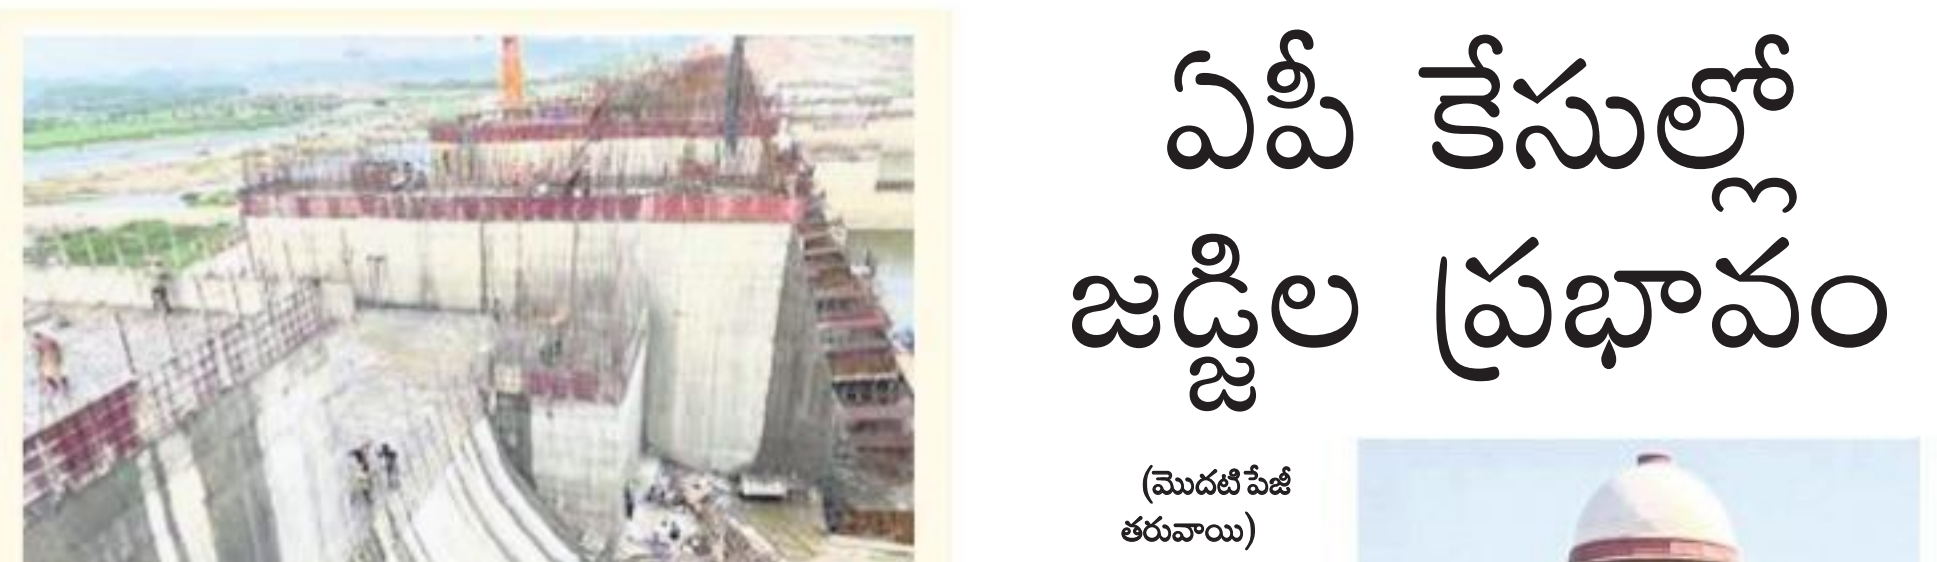 ఏపీ కేసుల్లో
జడ్జిల ప్రభావం
(మొదటి పేజీ
తరువాయి)